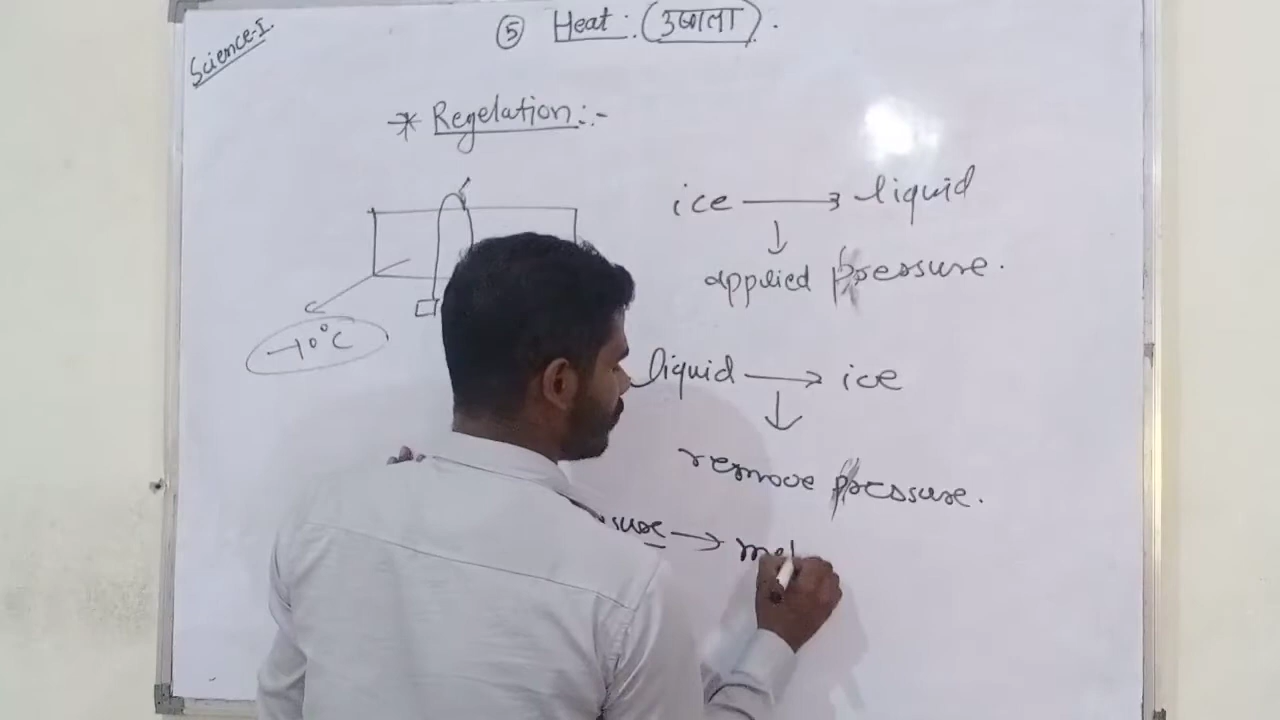 Science-I.
⑤ Heat : (उष्णता).
* Regelation :-
ice → liquid
↓
applied pressure.
-10°C
liquid → ice
↓
remove pressure.
sure → mel